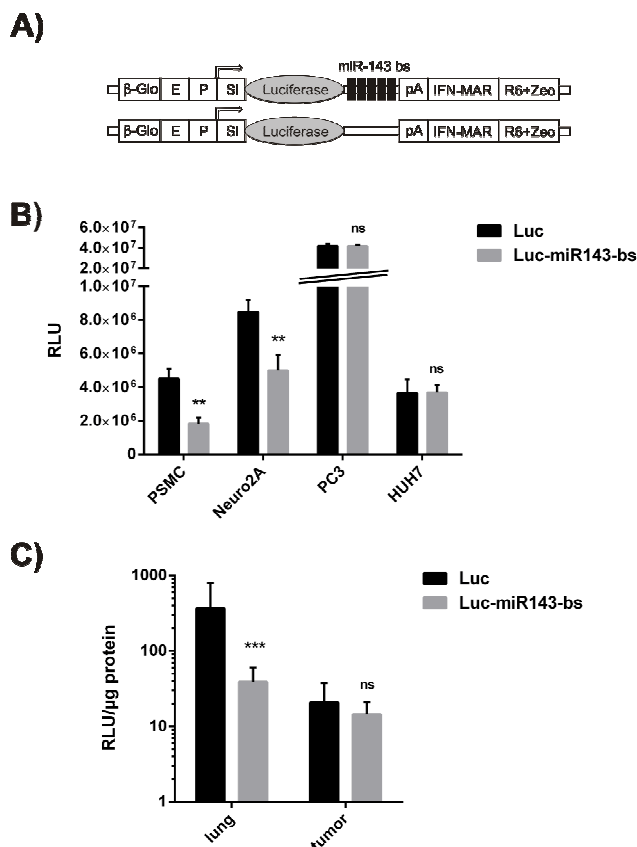 A)
miR-143 bs
β-Glo E P SI Luciferase pA IFN-MAR R6+Zeo
β-Glo E P SI Luciferase pA IFN-MAR R6+Zeo
B)
6.0×10⁷
4.0×10⁷
2.0×10⁷
1.0×10⁷
8.0×10⁶
6.0×10⁶
4.0×10⁶
2.0×10⁶
0
RLU
** ** ns ns
PSMC Neuro2A PC3 HUH7
Luc
Luc-miR143-bs
C)
1000
100
10
1
RLU/µg protein
*** ns
lung tumor
Luc
Luc-miR143-bs